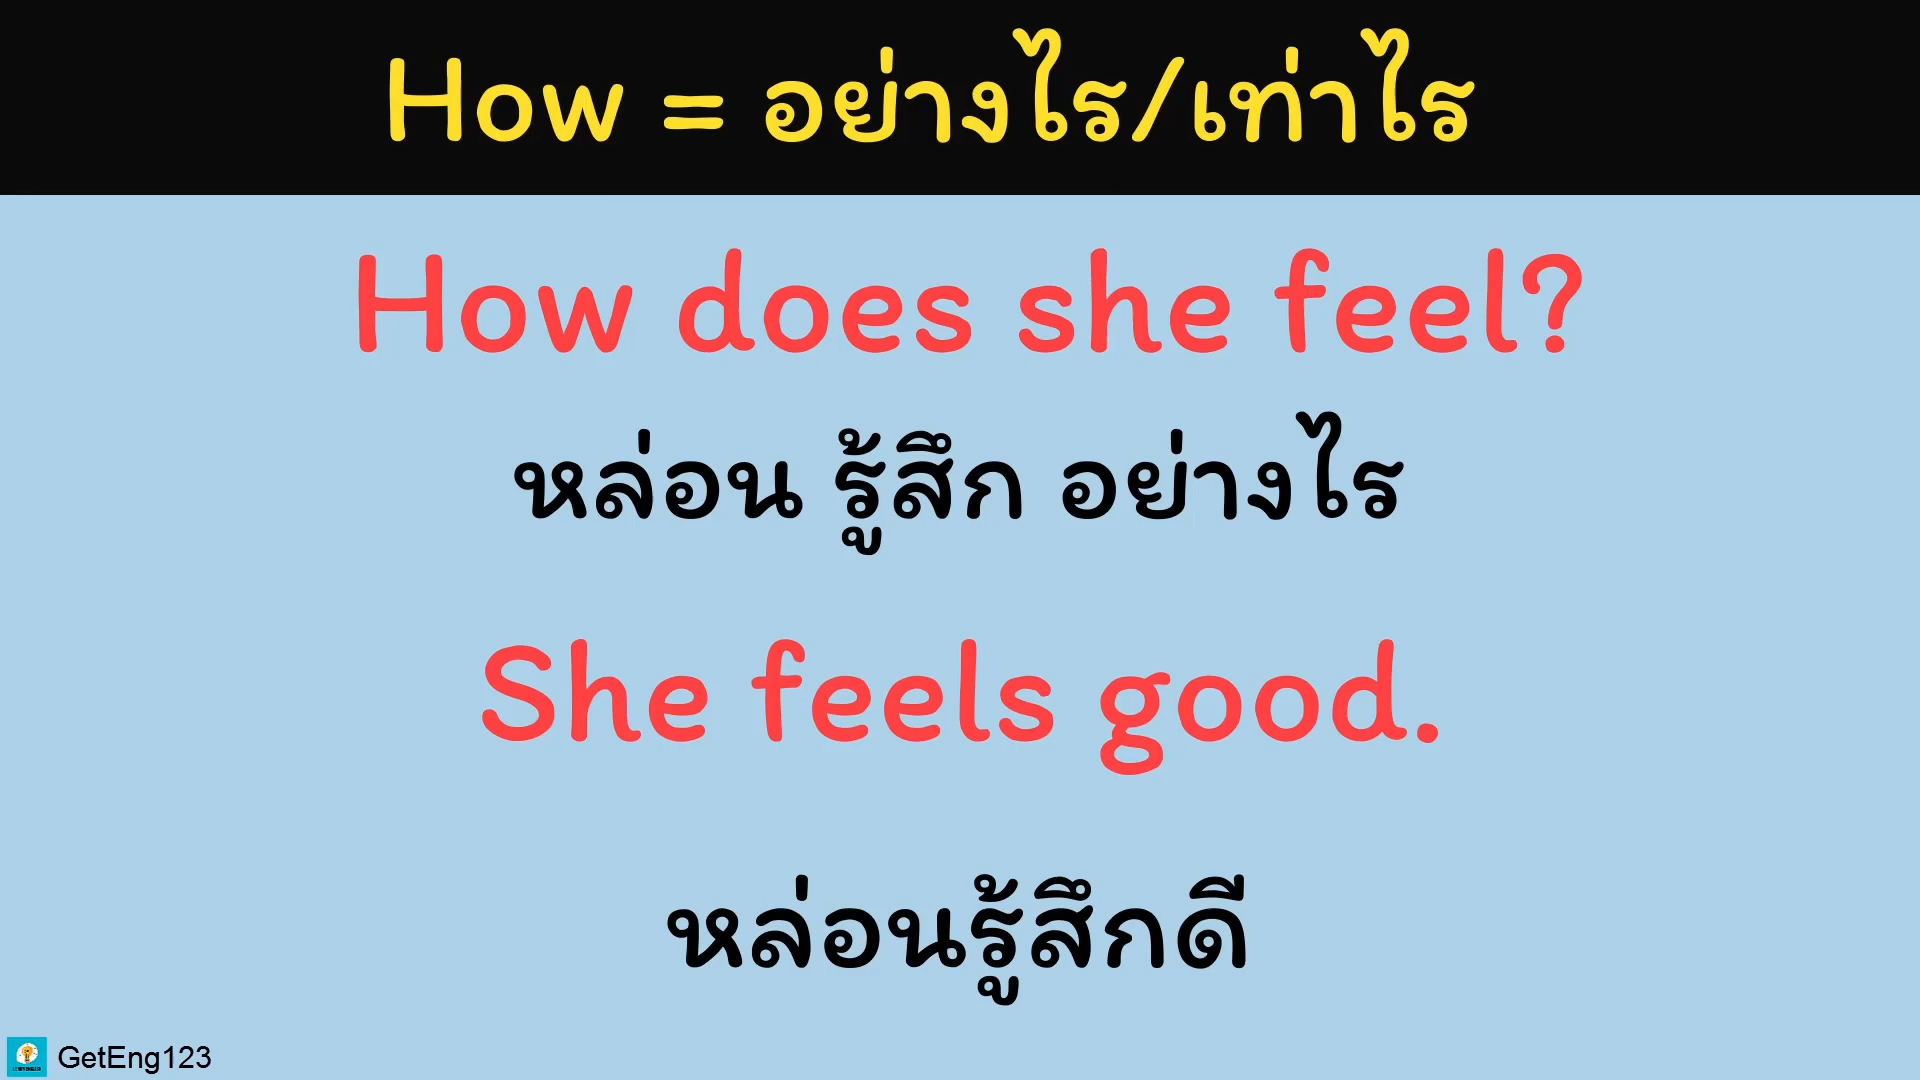 How = อย่างไร/เท่าไร
How does she feel?
หล่อน รู้สึก อย่างไร
She feels good.
หล่อนรู้สึกดี
GetEng123